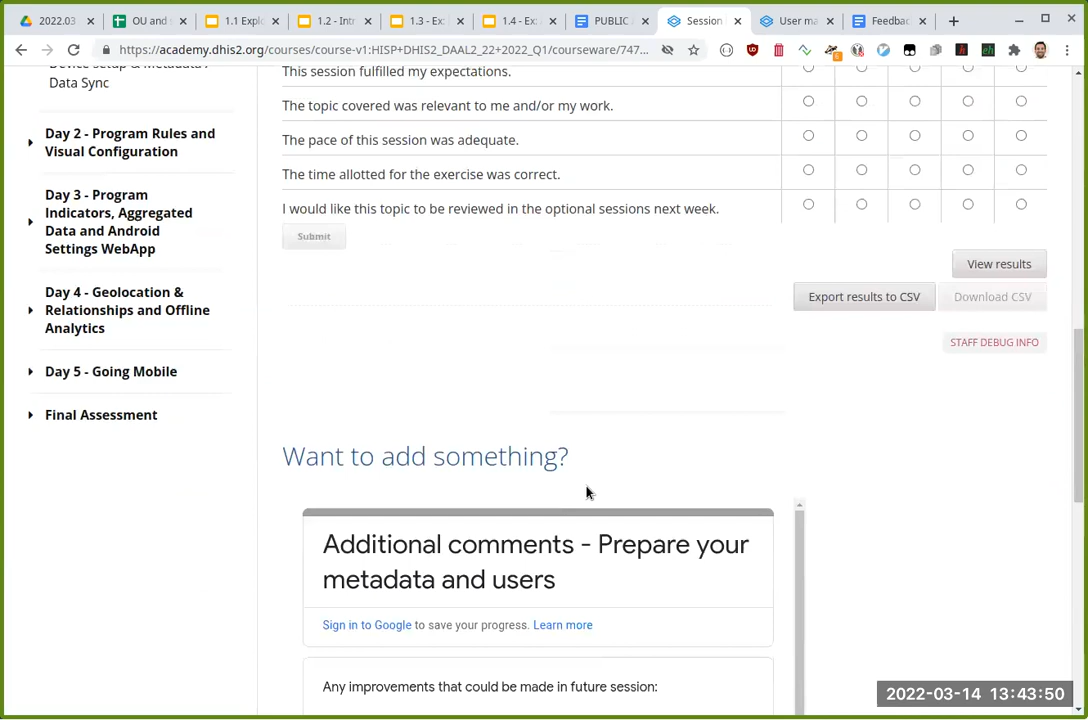 2022.03
OU and
1.1 Explo
1.2 - Int
1.3 - Ex:
1.4 - Ex:
PUBLIC
Session
User ma
Feedbac
https://academy.dhis2.org/courses/course-v1:HISP+DHIS2_DAAL2_22+2022_Q1/courseware/747...
Device setup & Metadata /
Data Sync
Day 2 - Program Rules and
Visual Configuration
Day 3 - Program
Indicators, Aggregated
Data and Android
Settings WebApp
Day 4 - Geolocation &
Relationships and Offline
Analytics
Day 5 - Going Mobile
Final Assessment
This session fulfilled my expectations.
The topic covered was relevant to me and/or my work.
The pace of this session was adequate.
The time allotted for the exercise was correct.
I would like this topic to be reviewed in the optional sessions next week.
Submit
View results
Export results to CSV
Download CSV
STAFF DEBUG INFO
Want to add something?
Additional comments - Prepare your
metadata and users
Sign in to Google to save your progress. Learn more
Any improvements that could be made in future session:
2022-03-14 13:43:50